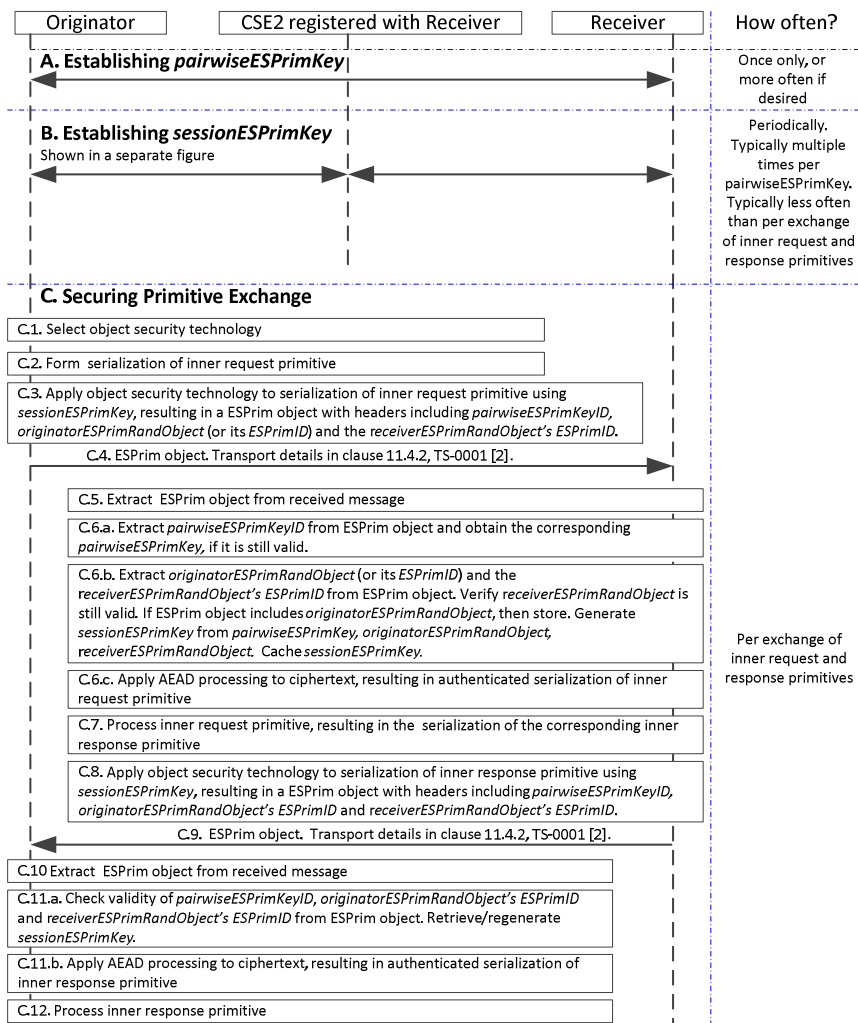 Originator
CSE2 registered with Receiver
Receiver
How often?
A. Establishing pairwiseESPrimKey
Once only, or
more often if
desired
B. Establishing sessionESPrimKey
Shown in a separate figure
Periodically.
Typically multiple
times per
pairwiseESPrimKey.
Typically less often
than per exchange
of inner request and
response primitives
C. Securing Primitive Exchange
C.1. Select object security technology
C.2. Form serialization of inner request primitive
C.3. Apply object security technology to serialization of inner request primitive using
sessionESPrimKey, resulting in a ESPrim object with headers including pairwiseESPrimKeyID,
originatorESPrimRandObject (or its ESPrimID) and the receiverESPrimRandObject's ESPrimID.
C.4. ESPrim object. Transport details in clause 11.4.2, TS-0001 [2].
C.5. Extract ESPrim object from received message
C.6.a. Extract pairwiseESPrimKeyID from ESPrim object and obtain the corresponding
pairwiseESPrimKey, if it is still valid.
C.6.b. Extract originatorESPrimRandObject (or its ESPrimID) and the
receiverESPrimRandObject's ESPrimID from ESPrim object. Verify receiverESPrimRandObject is
still valid. If ESPrim object includes originatorESPrimRandObject, then store. Generate
sessionESPrimKey from pairwiseESPrimKey, originatorESPrimRandObject,
receiverESPrimRandObject. Cache sessionESPrimKey.
C.6.c. Apply AEAD processing to ciphertext, resulting in authenticated serialization of inner
request primitive
C.7. Process inner request primitive, resulting in the serialization of the corresponding inner
response primitive
C.8. Apply object security technology to serialization of inner response primitive using
sessionESPrimKey, resulting in a ESPrim object with headers including pairwiseESPrimKeyID,
originatorESPrimRandObject's ESPrimID and receiverESPrimRandObject's ESPrimID.
Per exchange of
inner request and
response primitives
C.9. ESPrim object. Transport details in clause 11.4.2, TS-0001 [2].
C.10 Extract ESPrim object from received message
C.11.a. Check validity of pairwiseESPrimKeyID, originatorESPrimRandObject's ESPrimID
and receiverESPrimRandObject's ESPrimID from ESPrim object. Retrieve/regenerate
sessionESPrimKey.
C.11.b. Apply AEAD processing to ciphertext, resulting in authenticated serialization of
inner response primitive
C.12. Process inner response primitive